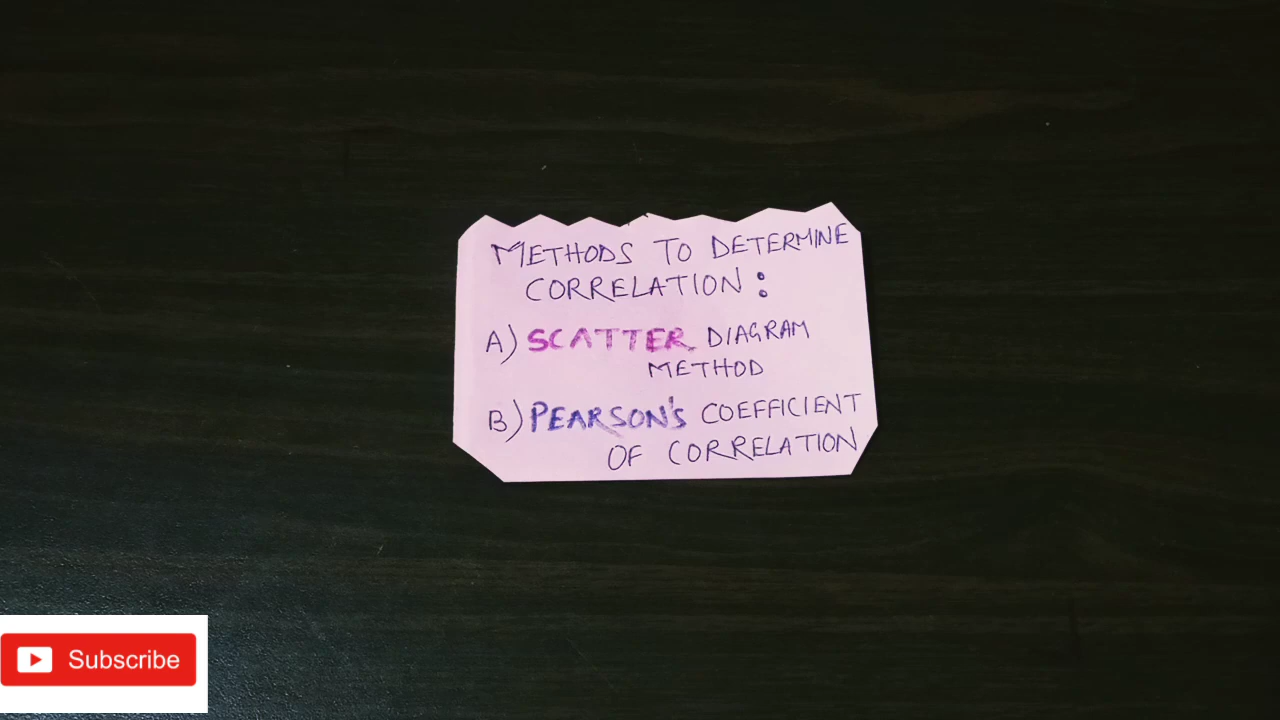 METHODS TO DETERMINE
CORRELATION:
A) SCATTER DIAGRAM
METHOD
B) PEARSON'S COEFFICIENT
OF CORRELATION
Subscribe